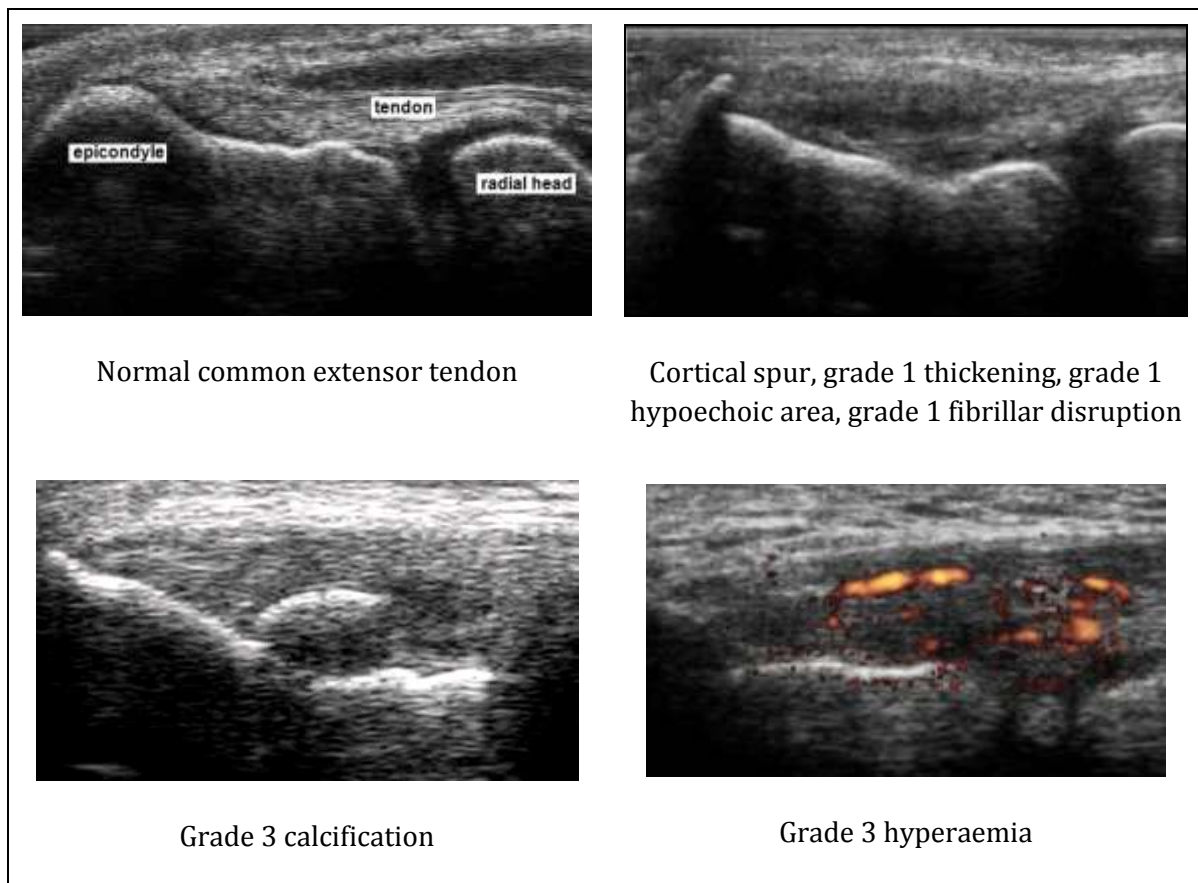 tendon
epicondyle
radial head
Normal common extensor tendon
Cortical spur, grade 1 thickening, grade 1
hypoechoic area, grade 1 fibrillar disruption
Grade 3 calcification
Grade 3 hyperaemia